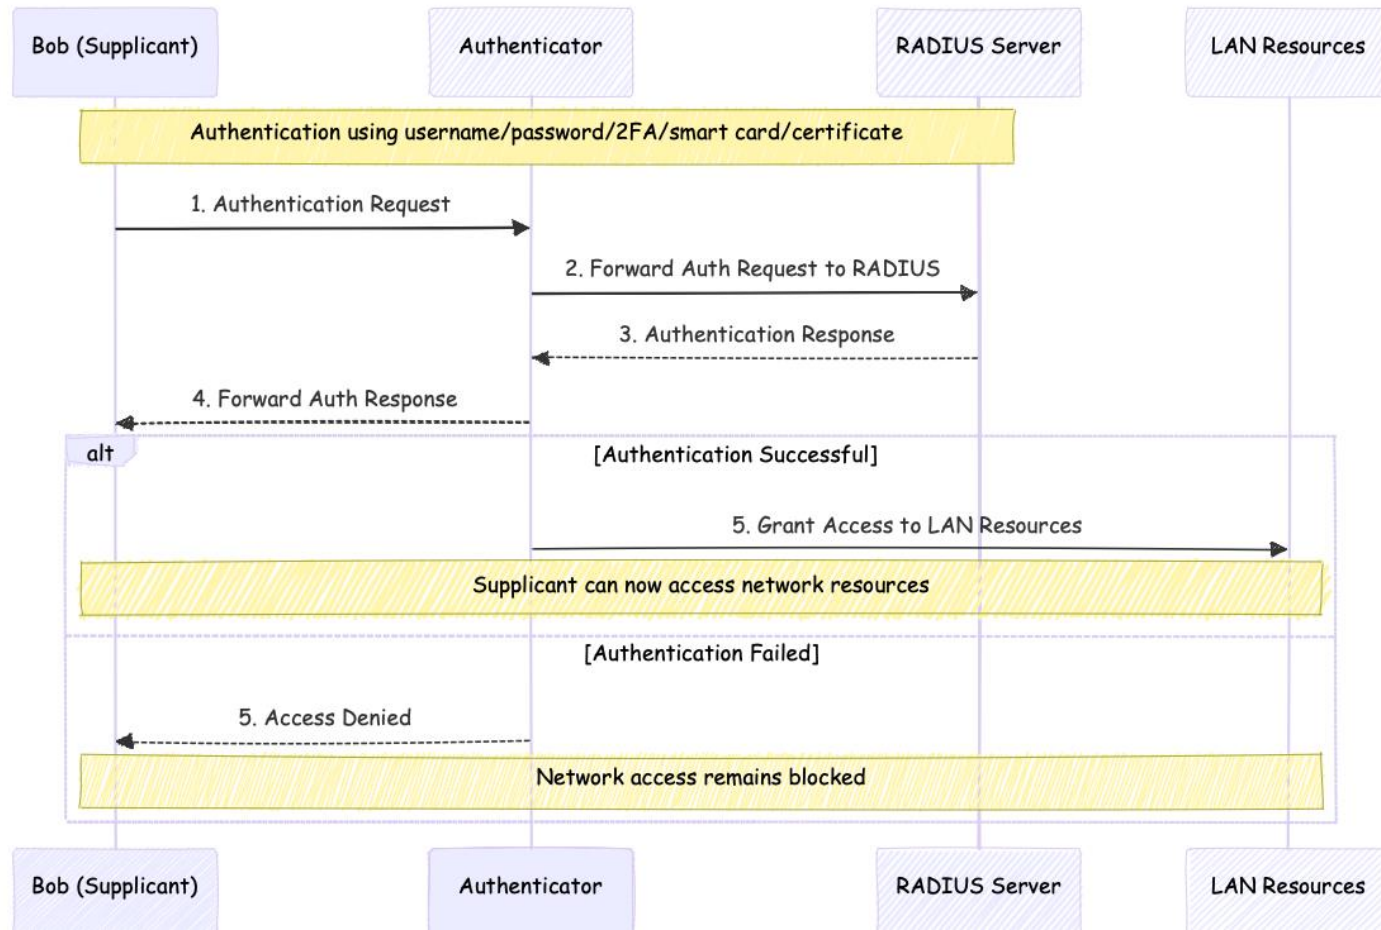 Bob (Supplicant)
Authenticator
RADIUS Server
LAN Resources
Authentication using username/password/2FA/smart card/certificate
1. Authentication Request
2. Forward Auth Request to RADIUS
3. Authentication Response
4. Forward Auth Response
alt
[Authentication Successful]
5. Grant Access to LAN Resources
Supplicant can now access network resources
[Authentication Failed]
5. Access Denied
Network access remains blocked
Bob (Supplicant)
Authenticator
RADIUS Server
LAN Resources